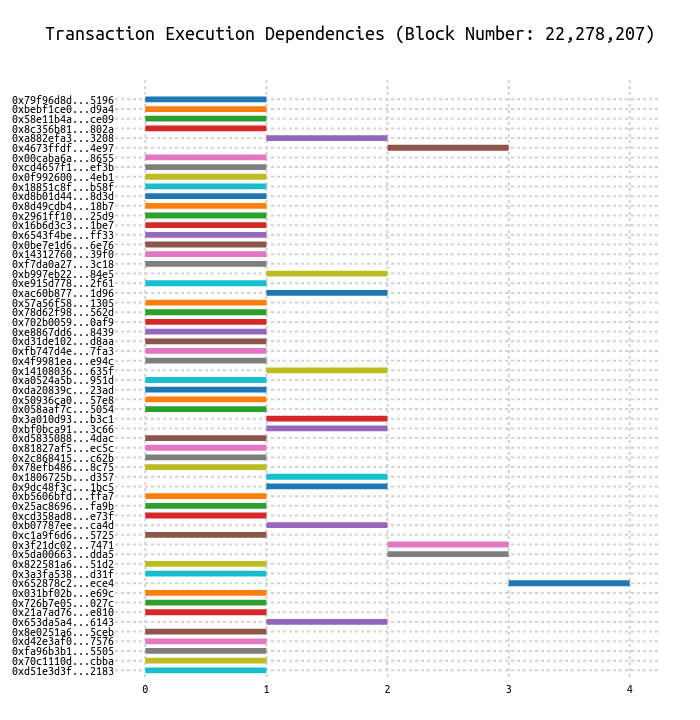 Transaction Execution Dependencies (Block Number: 22,278,207)
0x79f96d8d...5196
0xbebf1ce0...d9a4
0x58e11b4a...ce09
0x8c356b81...802a
0xa882efa3...3208
0x4673ffdf...4e97
0x00caba6a...8655
0xcd4657f1...ef3b
0x0f992600...4eb1
0x18851c8f...b58f
0xd8b01d44...8d3d
0x8d49cdb4...18b7
0x2961ff10...25d9
0x16b6d3c3...1be7
0x6543f4be...ff33
0x0be7e1d6...6e76
0x14312760...39f0
0xf7da0a27...3c18
0xb997eb22...84e5
0xe915d778...2f61
0xac60b877...1d96
0x57a56f58...1305
0x78d62f98...562d
0x702b0059...0af9
0xe8867dd6...8439
0xd31de102...d8aa
0xfb747d4e...7fa3
0x4f9981ea...e94c
0x14108036...635f
0xa0524a5b...951d
0xda20839c...23ad
0x50936ca0...57e8
0x058aaf7c...5054
0x3a010d93...b3c1
0xbf0bca91...3c66
0xd5835088...4dac
0x81827af5...ec5c
0x2c868415...c62b
0x78efb486...8c75
0x1806725b...d357
0x9dc48f3c...1bc5
0xb5606bfd...ffa7
0x25ac8696...fa9b
0xcd358ad8...e73f
0xb07787ee...ca4d
0xc1a9f6d6...5725
0x3f21dc02...7471
0x5da00663...dda5
0x822581a6...51d2
0x3a3fa538...d31f
0x652878c2...ece4
0x031bf02b...e69c
0x726b7e05...027c
0x21a7ad76...e810
0x653da5a4...6143
0x8e0251a6...5ceb
0xd42e3af0...7576
0xfa96b3b1...5505
0x70c1110d...cbba
0xd51e3d3f...2183
0 1 2 3 4